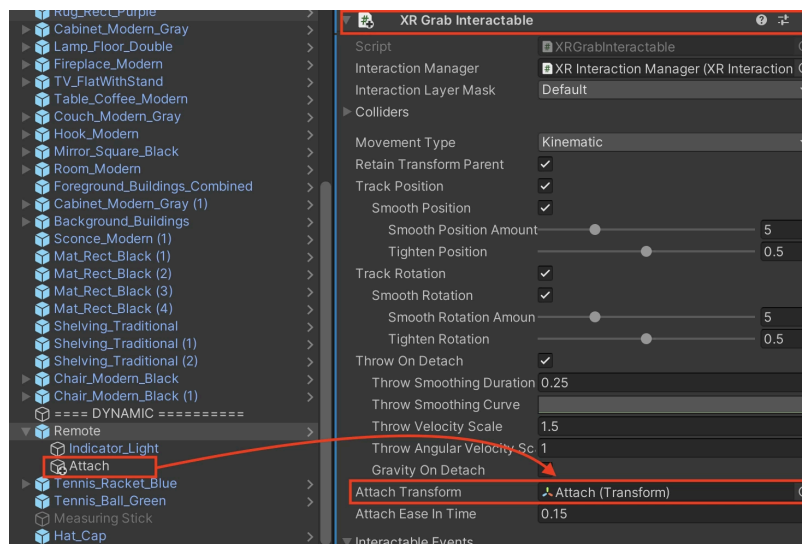 Rug_Rect_Purple
Cabinet_Modern_Gray
Lamp_Floor_Double
Fireplace_Modern
TV_FlatWithStand
Table_Coffee_Modern
Couch_Modern_Gray
Hook_Modern
Mirror_Square_Black
Room_Modern
Foreground_Buildings_Combined
Cabinet_Modern_Gray (1)
Background_Buildings
Sconce_Modern (1)
Mat_Rect_Black (1)
Mat_Rect_Black (2)
Mat_Rect_Black (3)
Mat_Rect_Black (4)
Shelving_Traditional
Shelving_Traditional (1)
Shelving_Traditional (2)
Chair_Modern_Black
Chair_Modern_Black (1)
==== DYNAMIC ==========
Remote
Indicator_Light
Attach
Tennis_Racket_Blue
Tennis_Ball_Green
Measuring Stick
Hat_Cap
XR Grab Interactable
Script XRGrabInteractable
Interaction Manager XR Interaction Manager (XR Interaction
Interaction Layer Mask Default
Colliders
Movement Type Kinematic
Retain Transform Parent
Track Position
Smooth Position
Smooth Position Amount 5
Tighten Position 0.5
Track Rotation
Smooth Rotation
Smooth Rotation Amoun 5
Tighten Rotation 0.5
Throw On Detach
Throw Smoothing Duration 0.25
Throw Smoothing Curve
Throw Velocity Scale 1.5
Throw Angular Velocity Sc 1
Gravity On Detach
Attach Transform Attach (Transform)
Attach Ease In Time 0.15
Interactable Events